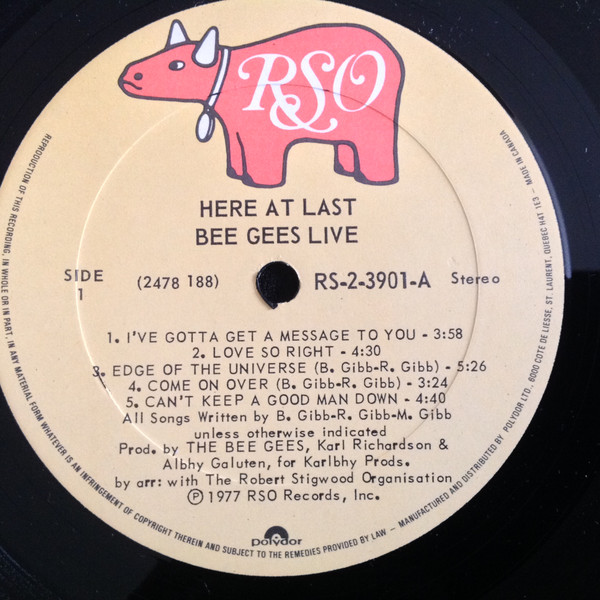 RSO
HERE AT LAST
BEE GEES LIVE
SIDE
1
(2478 188)
RS-2-3901-A
Stereo
1. I'VE GOTTA GET A MESSAGE TO YOU - 3:58
2. LOVE SO RIGHT - 4:30
3. EDGE OF THE UNIVERSE (B. Gibb-R. Gibb) - 5:26
4. COME ON OVER (B. Gibb-R. Gibb) - 3:24
5. CAN'T KEEP A GOOD MAN DOWN - 4:40
All Songs Written by B. Gibb-R. Gibb-M. Gibb
unless otherwise indicated
Prod. by THE BEE GEES, Karl Richardson &
Albhy Galuten, for Karlbhy Prods.
by arr: with The Robert Stigwood Organisation
℗ 1977 RSO Records, Inc.
polydor
REPRODUCTION OF THIS RECORDING, IN WHOLE OR IN PART, IN ANY MATERIAL FORM WHATEVER IS AN INFRINGEMENT OF COPYRIGHT THEREIN AND SUBJECT TO THE REMEDIES PROVIDED BY LAW – MANUFACTURED AND DISTRIBUTED BY POLYDOR LTD. 6000 COTE DE LIESSE, ST. LAURENT, QUEBEC H4T 1E3 – MADE IN CANADA